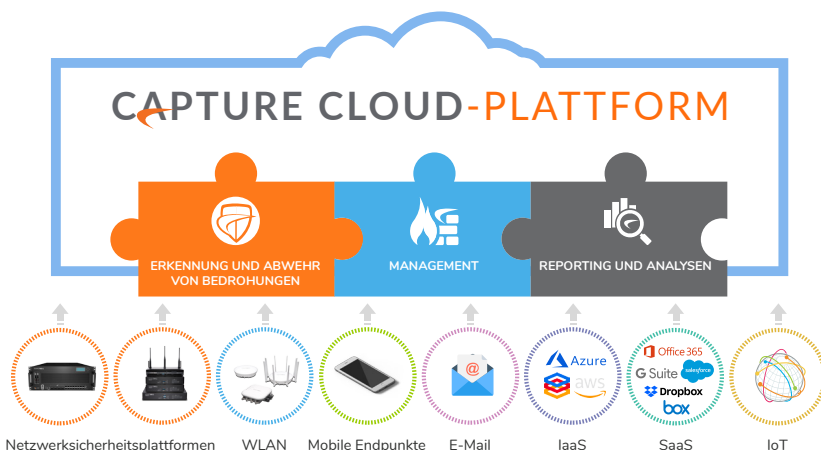 CAPTURE CLOUD-PLATTFORM
ERKENNUNG UND ABWEHR
VON BEDROHUNGEN
MANAGEMENT
REPORTING UND ANALYSEN
@
Azure
aws
Office 365
G Suite
salesforce
Dropbox
box
Netzwerksicherheitsplattformen
WLAN
Mobile Endpunkte
E-Mail
IaaS
SaaS
IoT